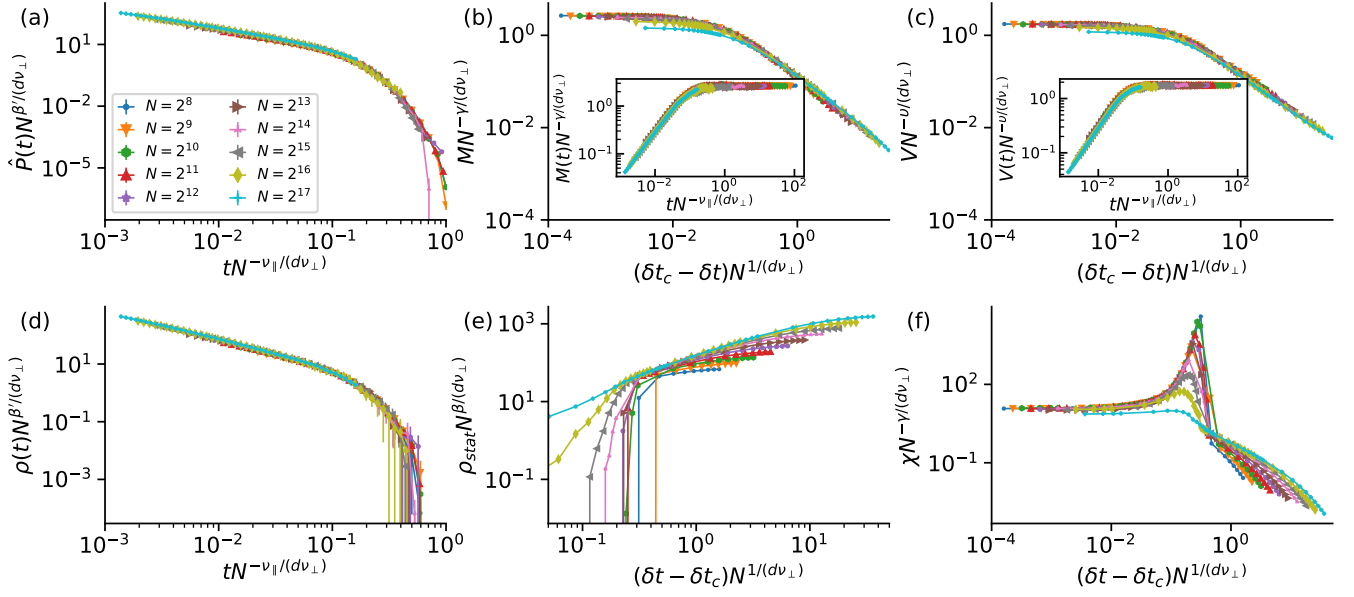 (a)
P̂(t)N^{β′/(dν⊥)}
10^1
10^{−2}
10^{−5}
N = 2^8
N = 2^9
N = 2^{10}
N = 2^{11}
N = 2^{12}
N = 2^{13}
N = 2^{14}
N = 2^{15}
N = 2^{16}
N = 2^{17}
10^{−3} 10^{−2} 10^{−1} 10^0
tN^{−ν∥/(dν⊥)}
(b)
MN^{−γ/(dν⊥)}
10^0
10^{−2}
10^{−4}
M(t)N^{−γ/(dν⊥)}
10^0
10^{−1}
10^{−2} 10^0 10^2
tN^{−ν∥/(dν⊥)}
10^{−4} 10^{−2} 10^0
(δt_c − δt)N^{1/(dν⊥)}
(c)
VN^{−υ/(dν⊥)}
10^0
10^{−2}
10^{−4}
V(t)N^{−υ/(dν⊥)}
10^0
10^{−1}
10^{−2} 10^0 10^2
tN^{−ν∥/(dν⊥)}
10^{−4} 10^{−2} 10^0
(δt_c − δt)N^{1/(dν⊥)}
(d)
ρ(t)N^{β′/(dν⊥)}
10^1
10^{−1}
10^{−3}
10^{−3} 10^{−2} 10^{−1} 10^0
tN^{−ν∥/(dν⊥)}
(e)
ρ_{stat}N^{β/(dν⊥)}
10^3
10^1
10^{−1}
10^{−1} 10^0 10^1
(δt − δt_c)N^{1/(dν⊥)}
(f)
χN^{−γ/(dν⊥)}
10^2
10^{−1}
10^{−4} 10^{−2} 10^0
(δt − δt_c)N^{1/(dν⊥)}